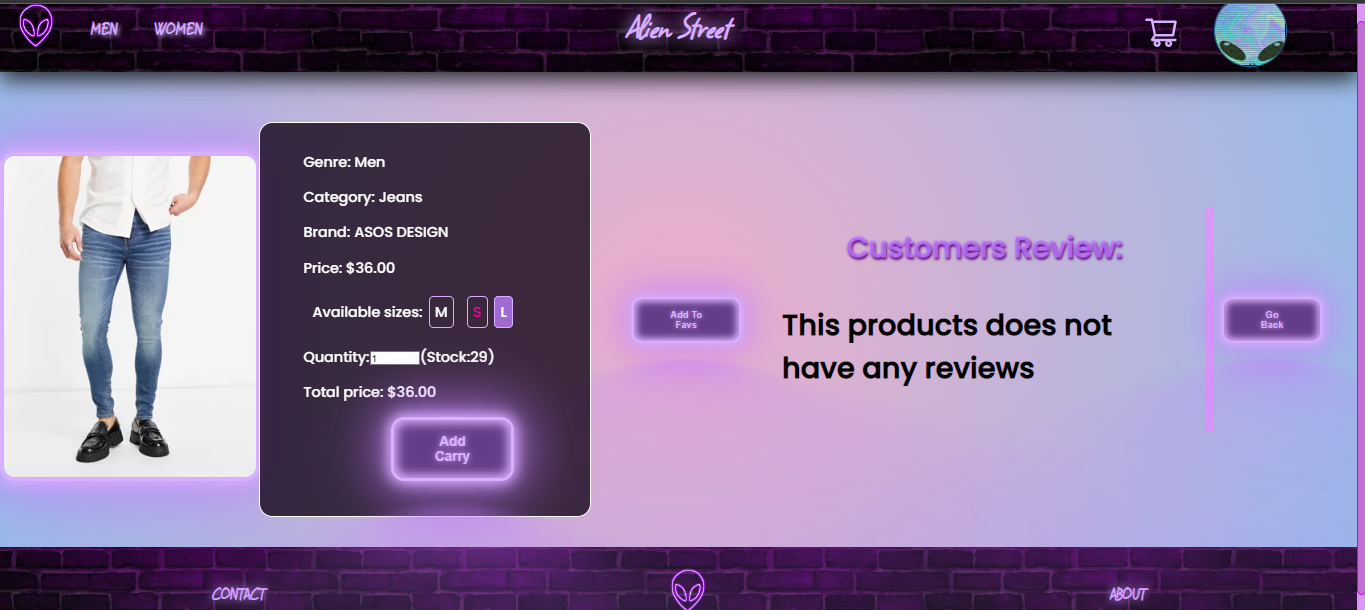 MEN
WOMEN
Alien Street
Genre: Men
Category: Jeans
Brand: ASOS DESIGN
Price: $36.00
Available sizes: M S L
Quantity: 1 (Stock:29)
Total price: $36.00
Add
Carry
Add To
Favs
Customers Review:
This products does not
have any reviews
Go
Back
CONTACT
ABOUT